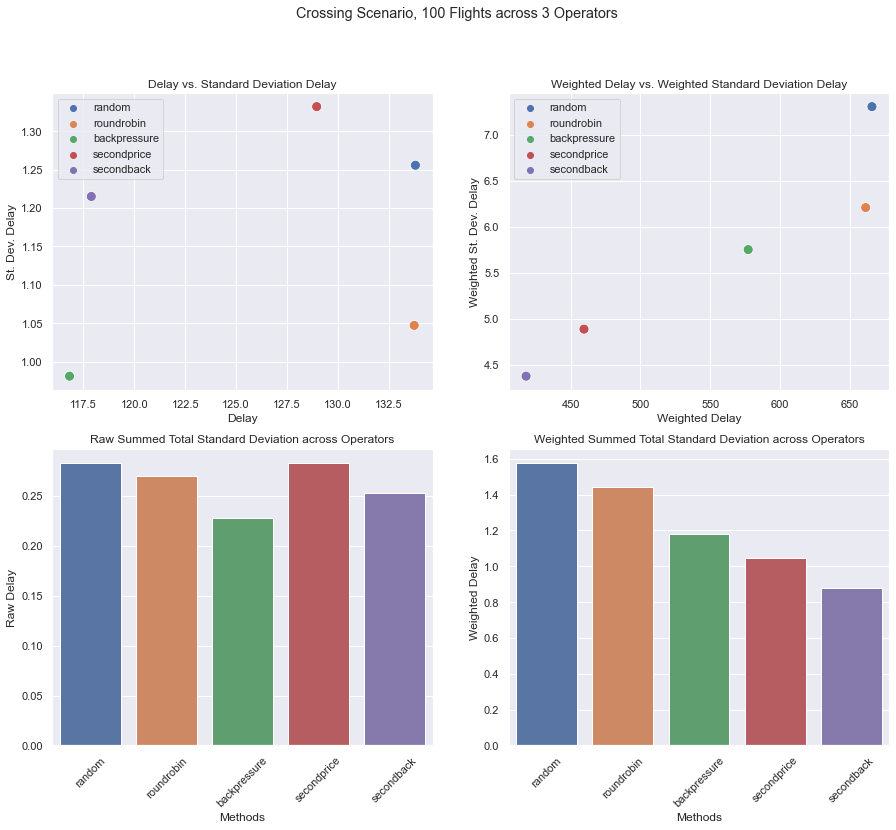 Crossing Scenario, 100 Flights across 3 Operators
Delay vs. Standard Deviation Delay
random
roundrobin
backpressure
secondprice
secondback
1.30
1.25
1.20
1.15
1.10
1.05
1.00
St. Dev. Delay
117.5 120.0 122.5 125.0 127.5 130.0 132.5
Delay
Weighted Delay vs. Weighted Standard Deviation Delay
random
roundrobin
backpressure
secondprice
secondback
7.0
6.5
6.0
5.5
5.0
4.5
Weighted St. Dev. Delay
450 500 550 600 650
Weighted Delay
Raw Summed Total Standard Deviation across Operators
0.25
0.20
0.15
0.10
0.05
0.00
Raw Delay
random roundrobin backpressure secondprice secondback
Methods
Weighted Summed Total Standard Deviation across Operators
1.6
1.4
1.2
1.0
0.8
0.6
0.4
0.2
0.0
Weighted Delay
random roundrobin backpressure secondprice secondback
Methods